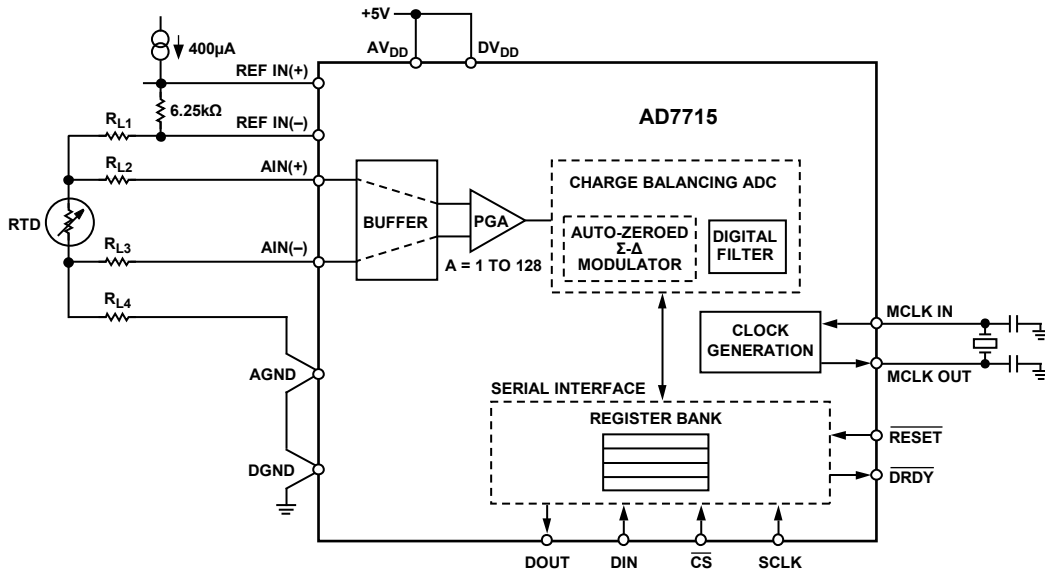 +5V
AVDD
DVDD
400µA
REF IN(+)
6.25kΩ
AD7715
RL1
REF IN(–)
RL2
AIN(+)
CHARGE BALANCING ADC
RTD
BUFFER
PGA
AUTO-ZEROED
Σ-Δ
MODULATOR
DIGITAL
FILTER
RL3
AIN(–)
A = 1 TO 128
RL4
MCLK IN
CLOCK
GENERATION
AGND
MCLK OUT
SERIAL INTERFACE
REGISTER BANK
RESET
DGND
DRDY
DOUT
DIN
CS
SCLK